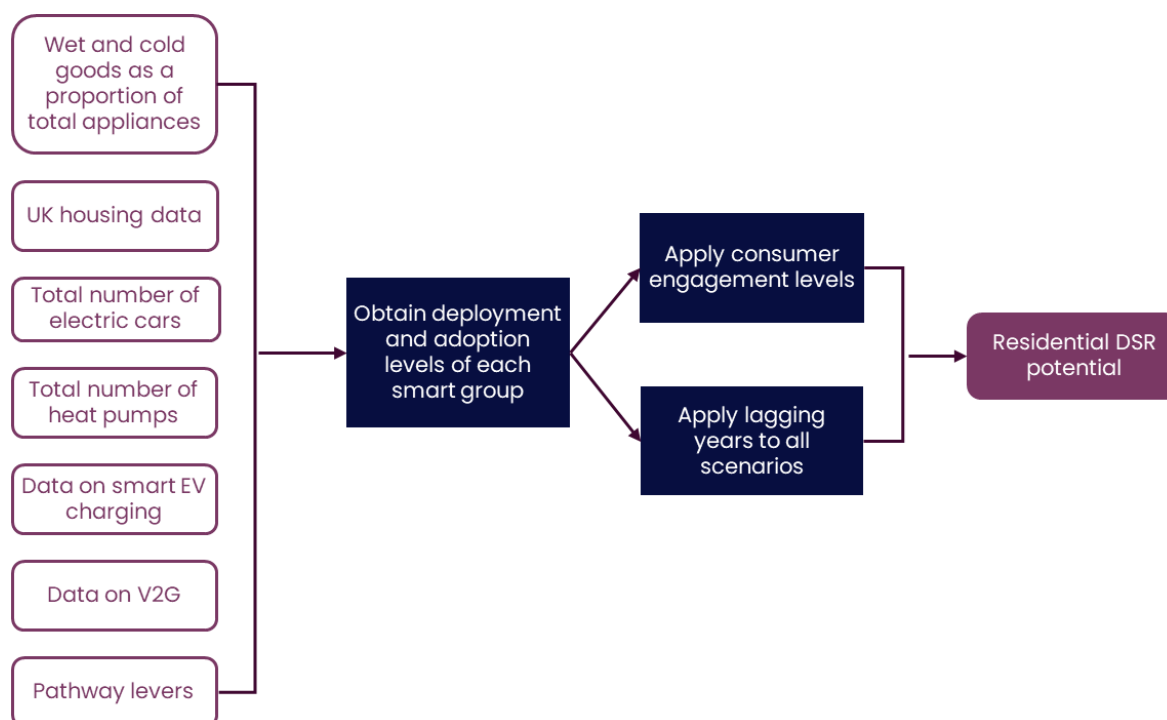 Wet and cold
goods as a
proportion of
total appliances
UK housing data
Total number of
electric cars
Total number of
heat pumps
Data on smart EV
charging
Data on V2G
Pathway levers
Obtain deployment
and adoption
levels of each
smart group
Apply consumer
engagement levels
Apply lagging
years to all
scenarios
Residential DSR
potential